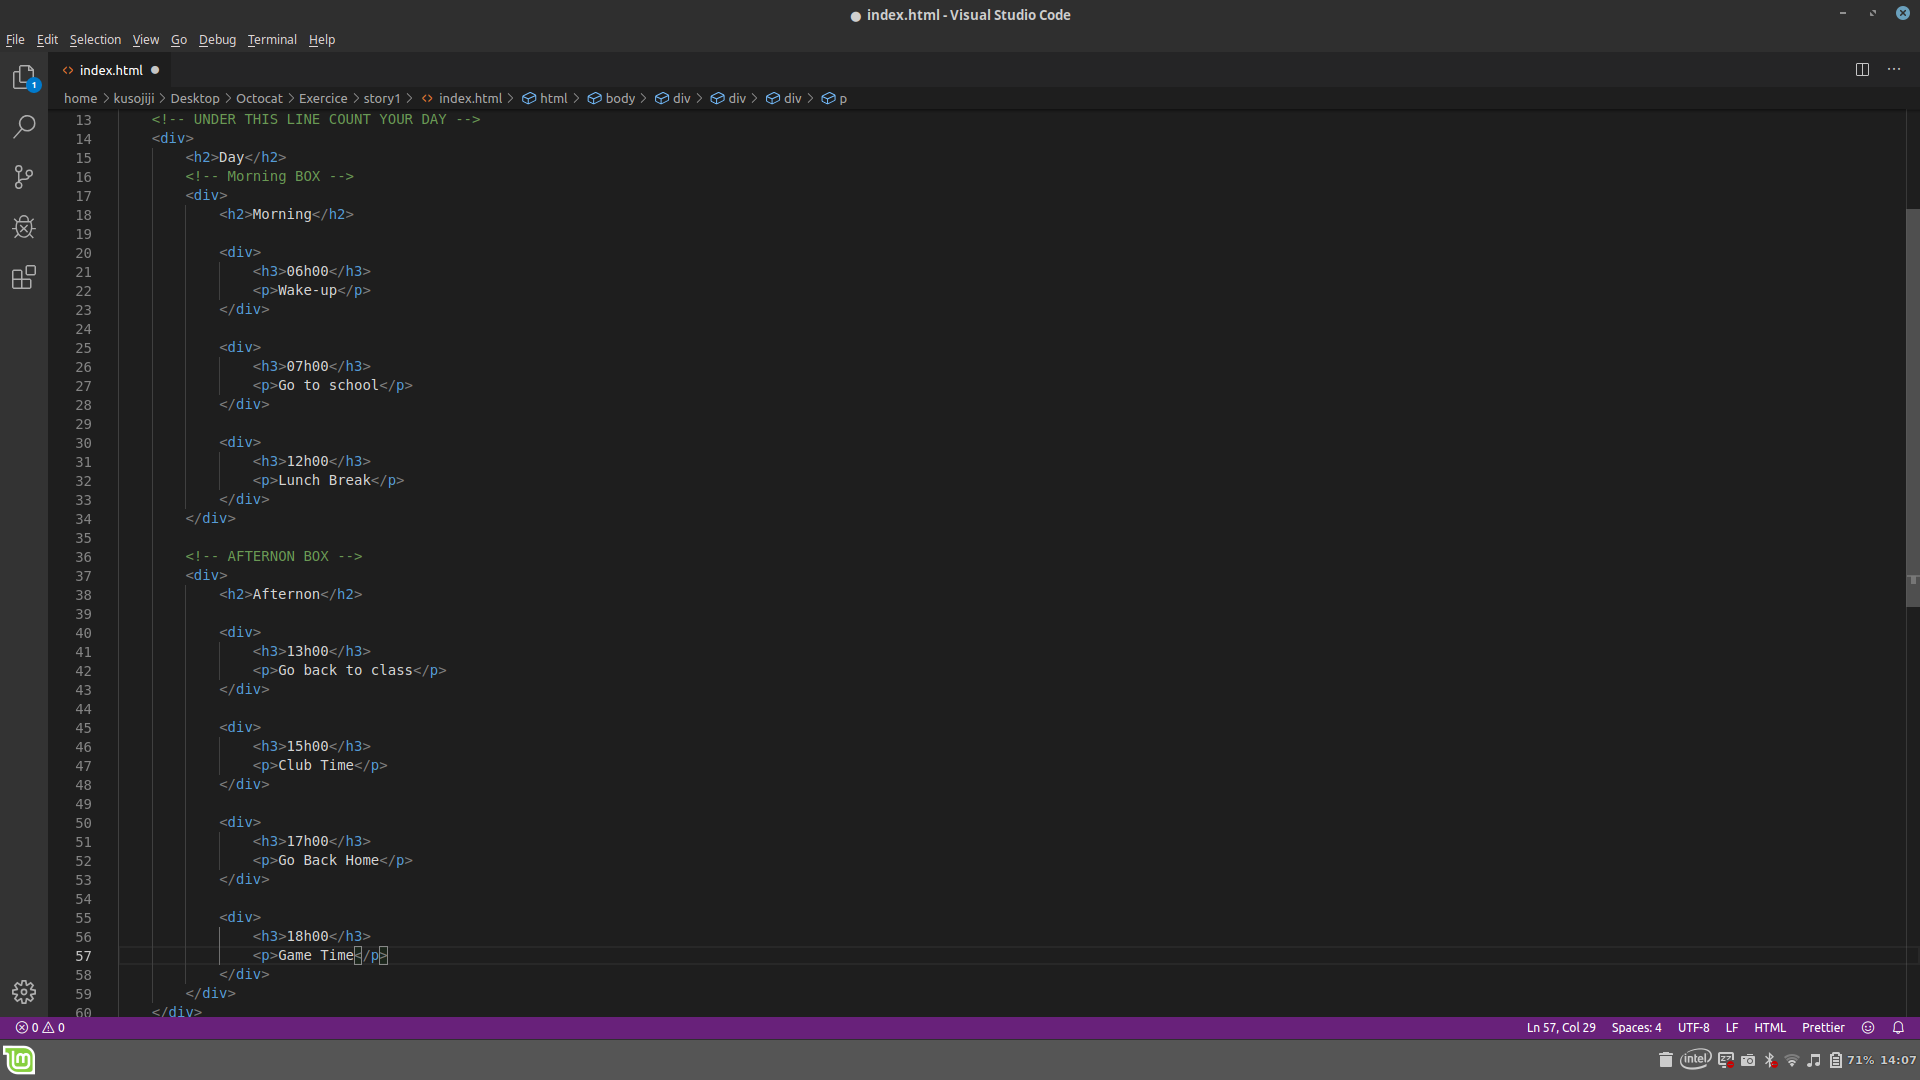 ● index.html - Visual Studio Code
File Edit Selection View Go Debug Terminal Help
1
<> index.html ●
home > kusojiji > Desktop > Octocat > Exercice > story1 > <> index.html > html > body > div > div > div > p
13 <!-- UNDER THIS LINE COUNT YOUR DAY -->
14 <div>
15 <h2>Day</h2>
16 <!-- Morning BOX -->
17 <div>
18 <h2>Morning</h2>
19
20 <div>
21 <h3>06h00</h3>
22 <p>Wake-up</p>
23 </div>
24
25 <div>
26 <h3>07h00</h3>
27 <p>Go to school</p>
28 </div>
29
30 <div>
31 <h3>12h00</h3>
32 <p>Lunch Break</p>
33 </div>
34 </div>
35
36 <!-- AFTERNON BOX -->
37 <div>
38 <h2>Afternon</h2>
39
40 <div>
41 <h3>13h00</h3>
42 <p>Go back to class</p>
43 </div>
44
45 <div>
46 <h3>15h00</h3>
47 <p>Club Time</p>
48 </div>
49
50 <div>
51 <h3>17h00</h3>
52 <p>Go Back Home</p>
53 </div>
54
55 <div>
56 <h3>18h00</h3>
57 <p>Game Time</p>
58 </div>
59 </div>
60 </div>
0 0 Ln 57, Col 29 Spaces: 4 UTF-8 LF HTML Prettier
intel 71% 14:07